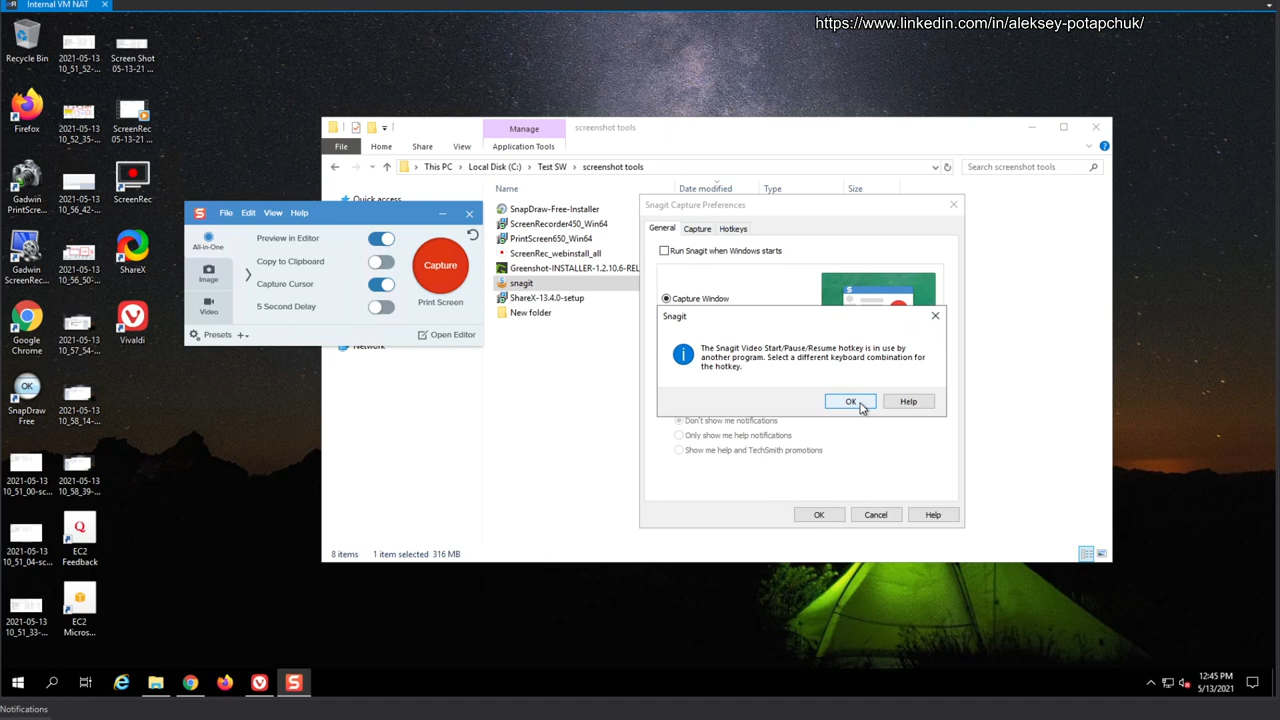 Internal VM NAT
https://www.linkedin.com/in/aleksey-potapchuk/
Recycle Bin
2021-05-13
10_51_52-...
Screen Shot
05-13-21 ...
Firefox
2021-05-13
10_52_35-...
ScreenRec
05-13-21 ...
Gadwin
PrintScre...
2021-05-13
10_56_42-...
ScreenRec
Gadwin
ScreenRec...
2021-05-13
10_56_50-...
ShareX
Google
Chrome
2021-05-13
10_57_14-...
Vivaldi
OK
SnapDraw
Free
2021-05-13
10_58_14-...
2021-05-13
10_51_00-sc...
2021-05-13
10_58_39-...
2021-05-13
10_51_04-sc...
Q
EC2
Feedback
2021-05-13
10_51_33-...
EC2
Micros...
Manage
screenshot tools
File
Home
Share
View
Application Tools
This PC > Local Disk (C:) > Test SW > screenshot tools
Search screenshot tools
Quick access
Name
Date modified
Type
Size
SnapDraw-Free-Installer
ScreenRecorder450_Win64
PrintScreen650_Win64
ScreenRec_webinstall_all
Greenshot-INSTALLER-1.2.10.6-REL
snagit
ShareX-13.4.0-setup
New folder
Network
8 items
1 item selected 316 MB
S
File
Edit
View
Help
All-in-One
Image
Video
Preview in Editor
Copy to Clipboard
Capture Cursor
5 Second Delay
Capture
Print Screen
Presets
Open Editor
Snagit Capture Preferences
General
Capture
Hotkeys
Run Snagit when Windows starts
Capture Window
S
Snagit
The Snagit Video Start/Pause/Resume hotkey is in use by
another program. Select a different keyboard combination for
the hotkey.
OK
Help
Don't show me notifications
Only show me help notifications
Show me help and TechSmith promotions
OK
Cancel
Help
12:45 PM
5/13/2021
Notifications